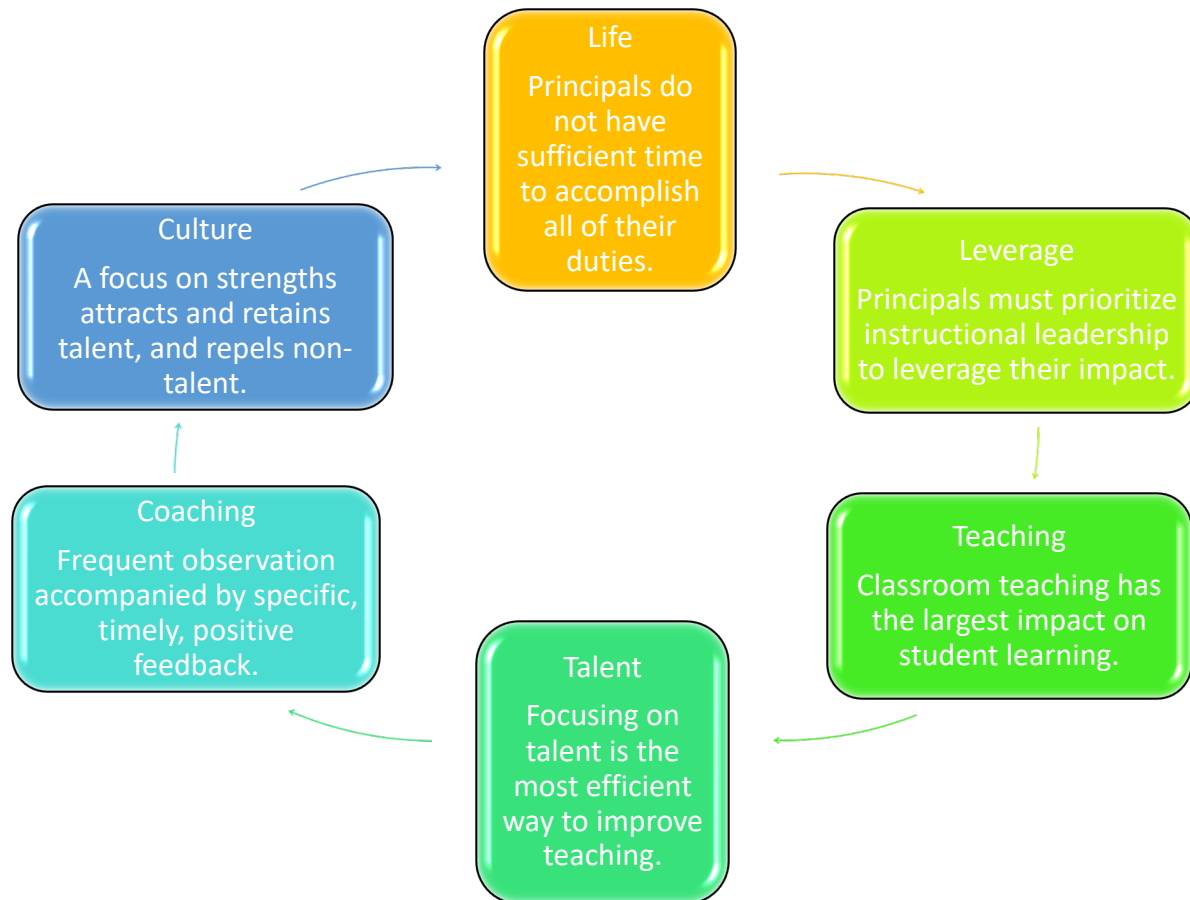 Life
Principals do
not have
sufficient time
to accomplish
all of their
duties.
Leverage
Principals must prioritize
instructional leadership
to leverage their impact.
Teaching
Classroom teaching has
the largest impact on
student learning.
Talent
Focusing on
talent is the
most efficient
way to improve
teaching.
Coaching
Frequent observation
accompanied by specific,
timely, positive
feedback.
Culture
A focus on strengths
attracts and retains
talent, and repels non-
talent.